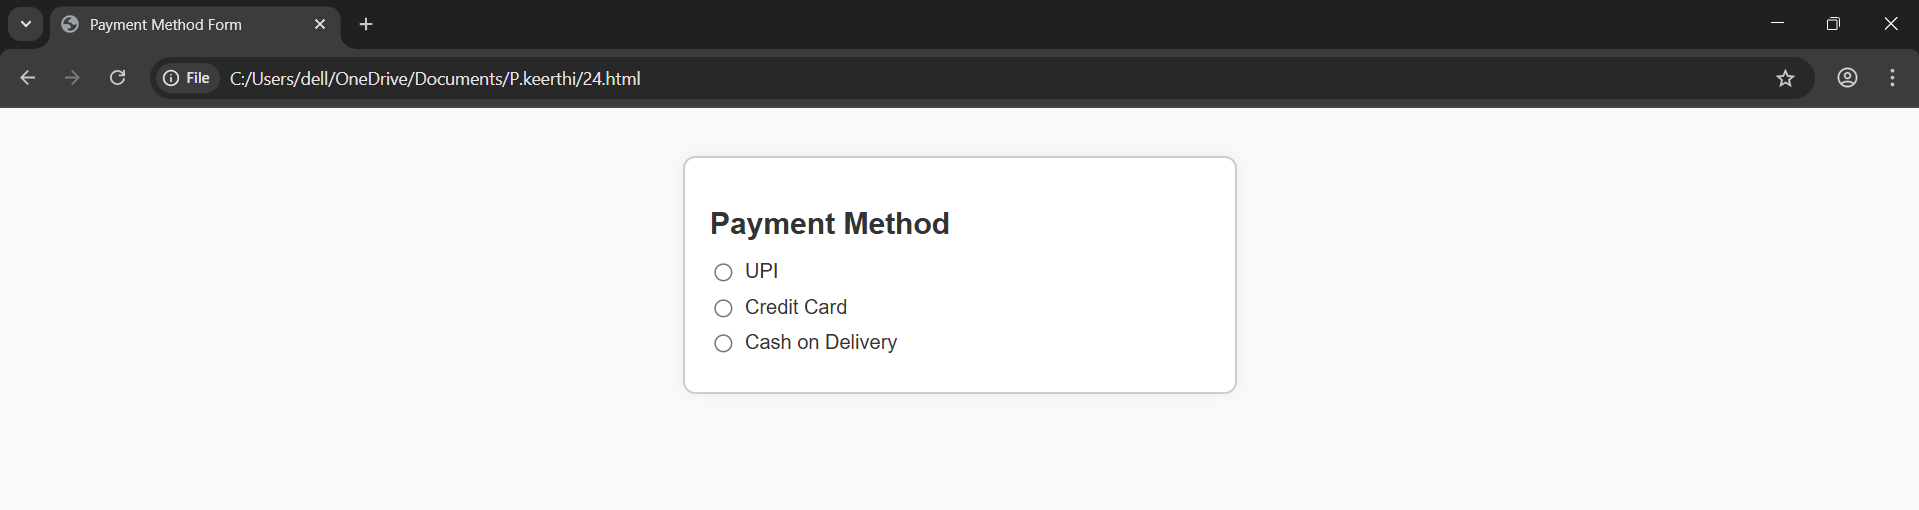 Payment Method Form
File C:/Users/dell/OneDrive/Documents/P.keerthi/24.html
Payment Method
UPI
Credit Card
Cash on Delivery